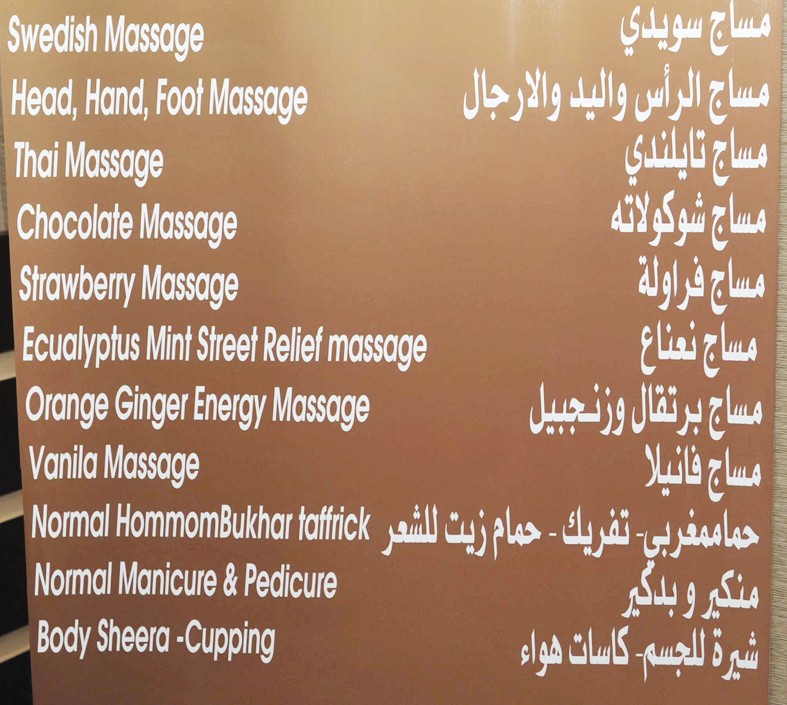 Swedish Massage مساج سويدي
Head, Hand, Foot Massage مساج الرأس واليد والارجال
Thai Massage مساج تايلندي
Chocolate Massage مساج شوكولاته
Strawberry Massage مساج فراولة
Ecualyptus Mint Street Relief massage مساج نعناع
Orange Ginger Energy Massage مساج برتقال وزنجبيل
Vanila Massage مساج فانيلا
Normal HommomBukhar taffrick حماممغربي- تفريك - حمام زيت للشعر
Normal Manicure & Pedicure منكير و بدكير
Body Sheera -Cupping شيرة للجسم- كاسات هواء